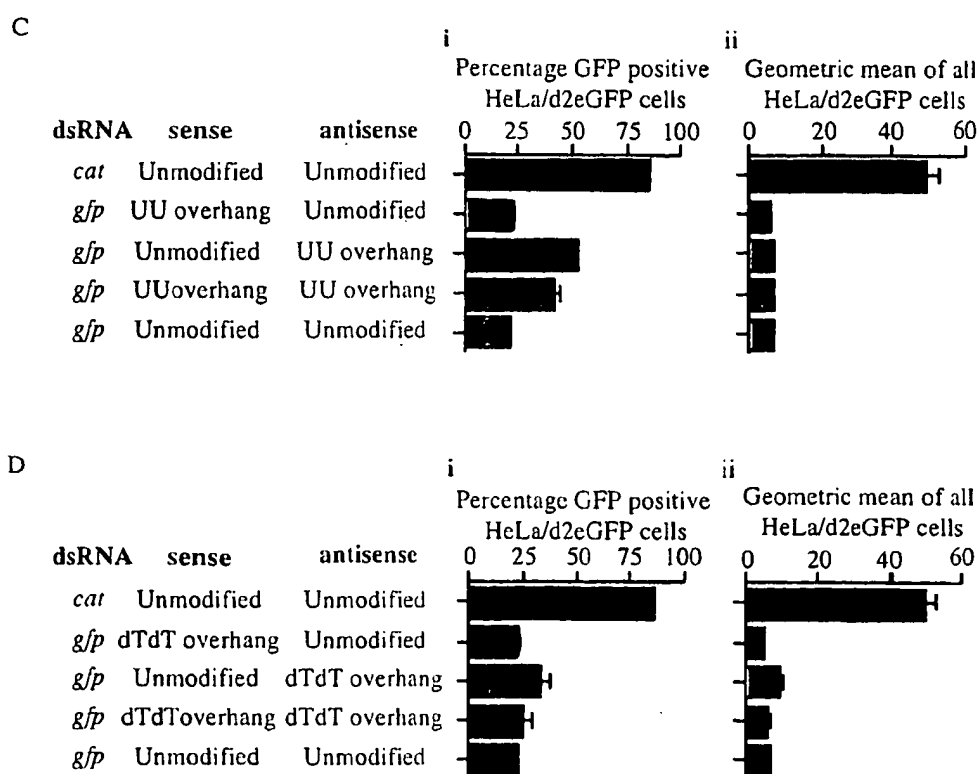 C
i
ii
Percentage GFP positive
HeLa/d2eGFP cells
Geometric mean of all
HeLa/d2eGFP cells
dsRNA sense antisense
0 25 50 75 100
0 20 40 60
cat Unmodified Unmodified
gfp UU overhang Unmodified
gfp Unmodified UU overhang
gfp UUoverhang UU overhang
gfp Unmodified Unmodified
D
i
ii
Percentage GFP positive
HeLa/d2eGFP cells
Geometric mean of all
HeLa/d2eGFP cells
dsRNA sense antisense
0 25 50 75 100
0 20 40 60
cat Unmodified Unmodified
gfp dTdT overhang Unmodified
gfp Unmodified dTdT overhang
gfp dTdToverhang dTdT overhang
gfp Unmodified Unmodified